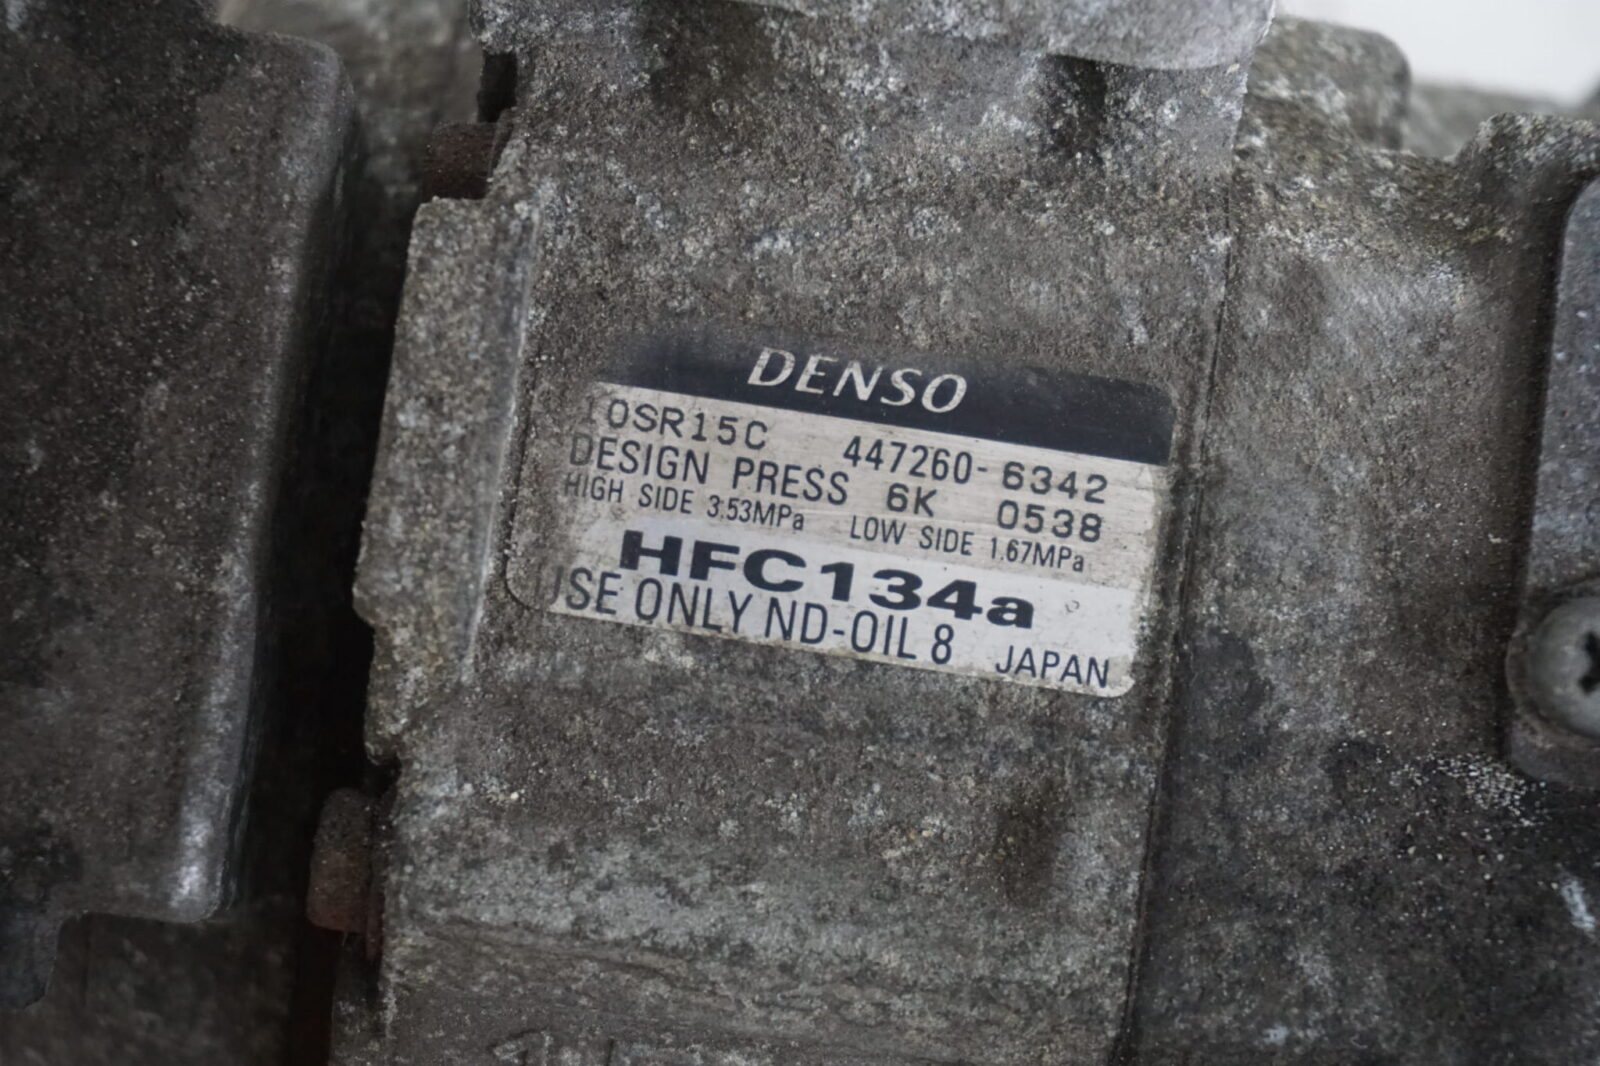 DENSO
10SR15C 447260-6342
DESIGN PRESS 6K 0538
HIGH SIDE 3.53MPa LOW SIDE 1.67MPa
HFC134a
USE ONLY ND-OIL 8 JAPAN